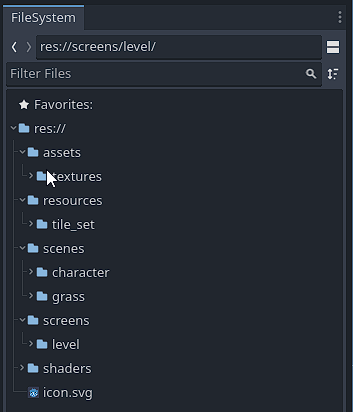 FileSystem
res://screens/level/
Filter Files
Favorites:
res://
assets
textures
resources
tile_set
scenes
character
grass
screens
level
shaders
icon.svg